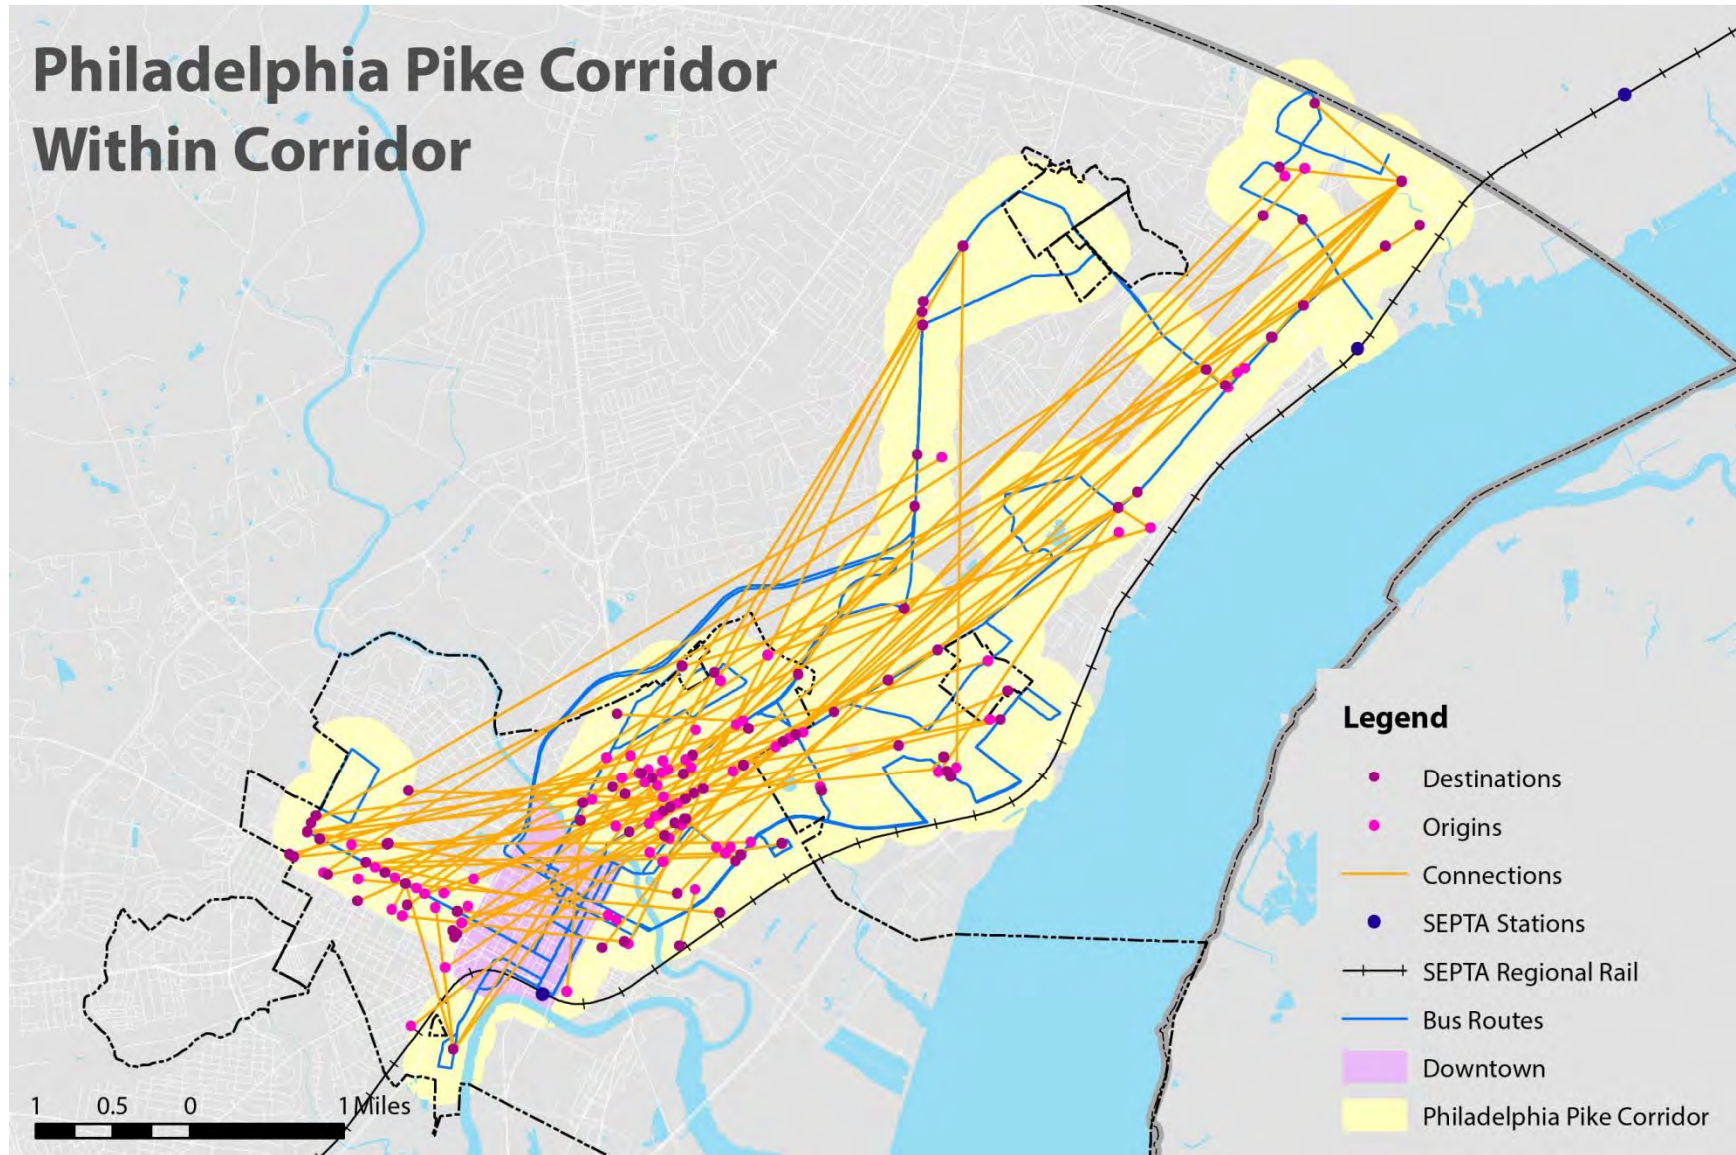 Philadelphia Pike Corridor
Within Corridor
Legend
Destinations
Origins
Connections
SEPTA Stations
SEPTA Regional Rail
Bus Routes
Downtown
Philadelphia Pike Corridor
1 0.5 0 1 Miles